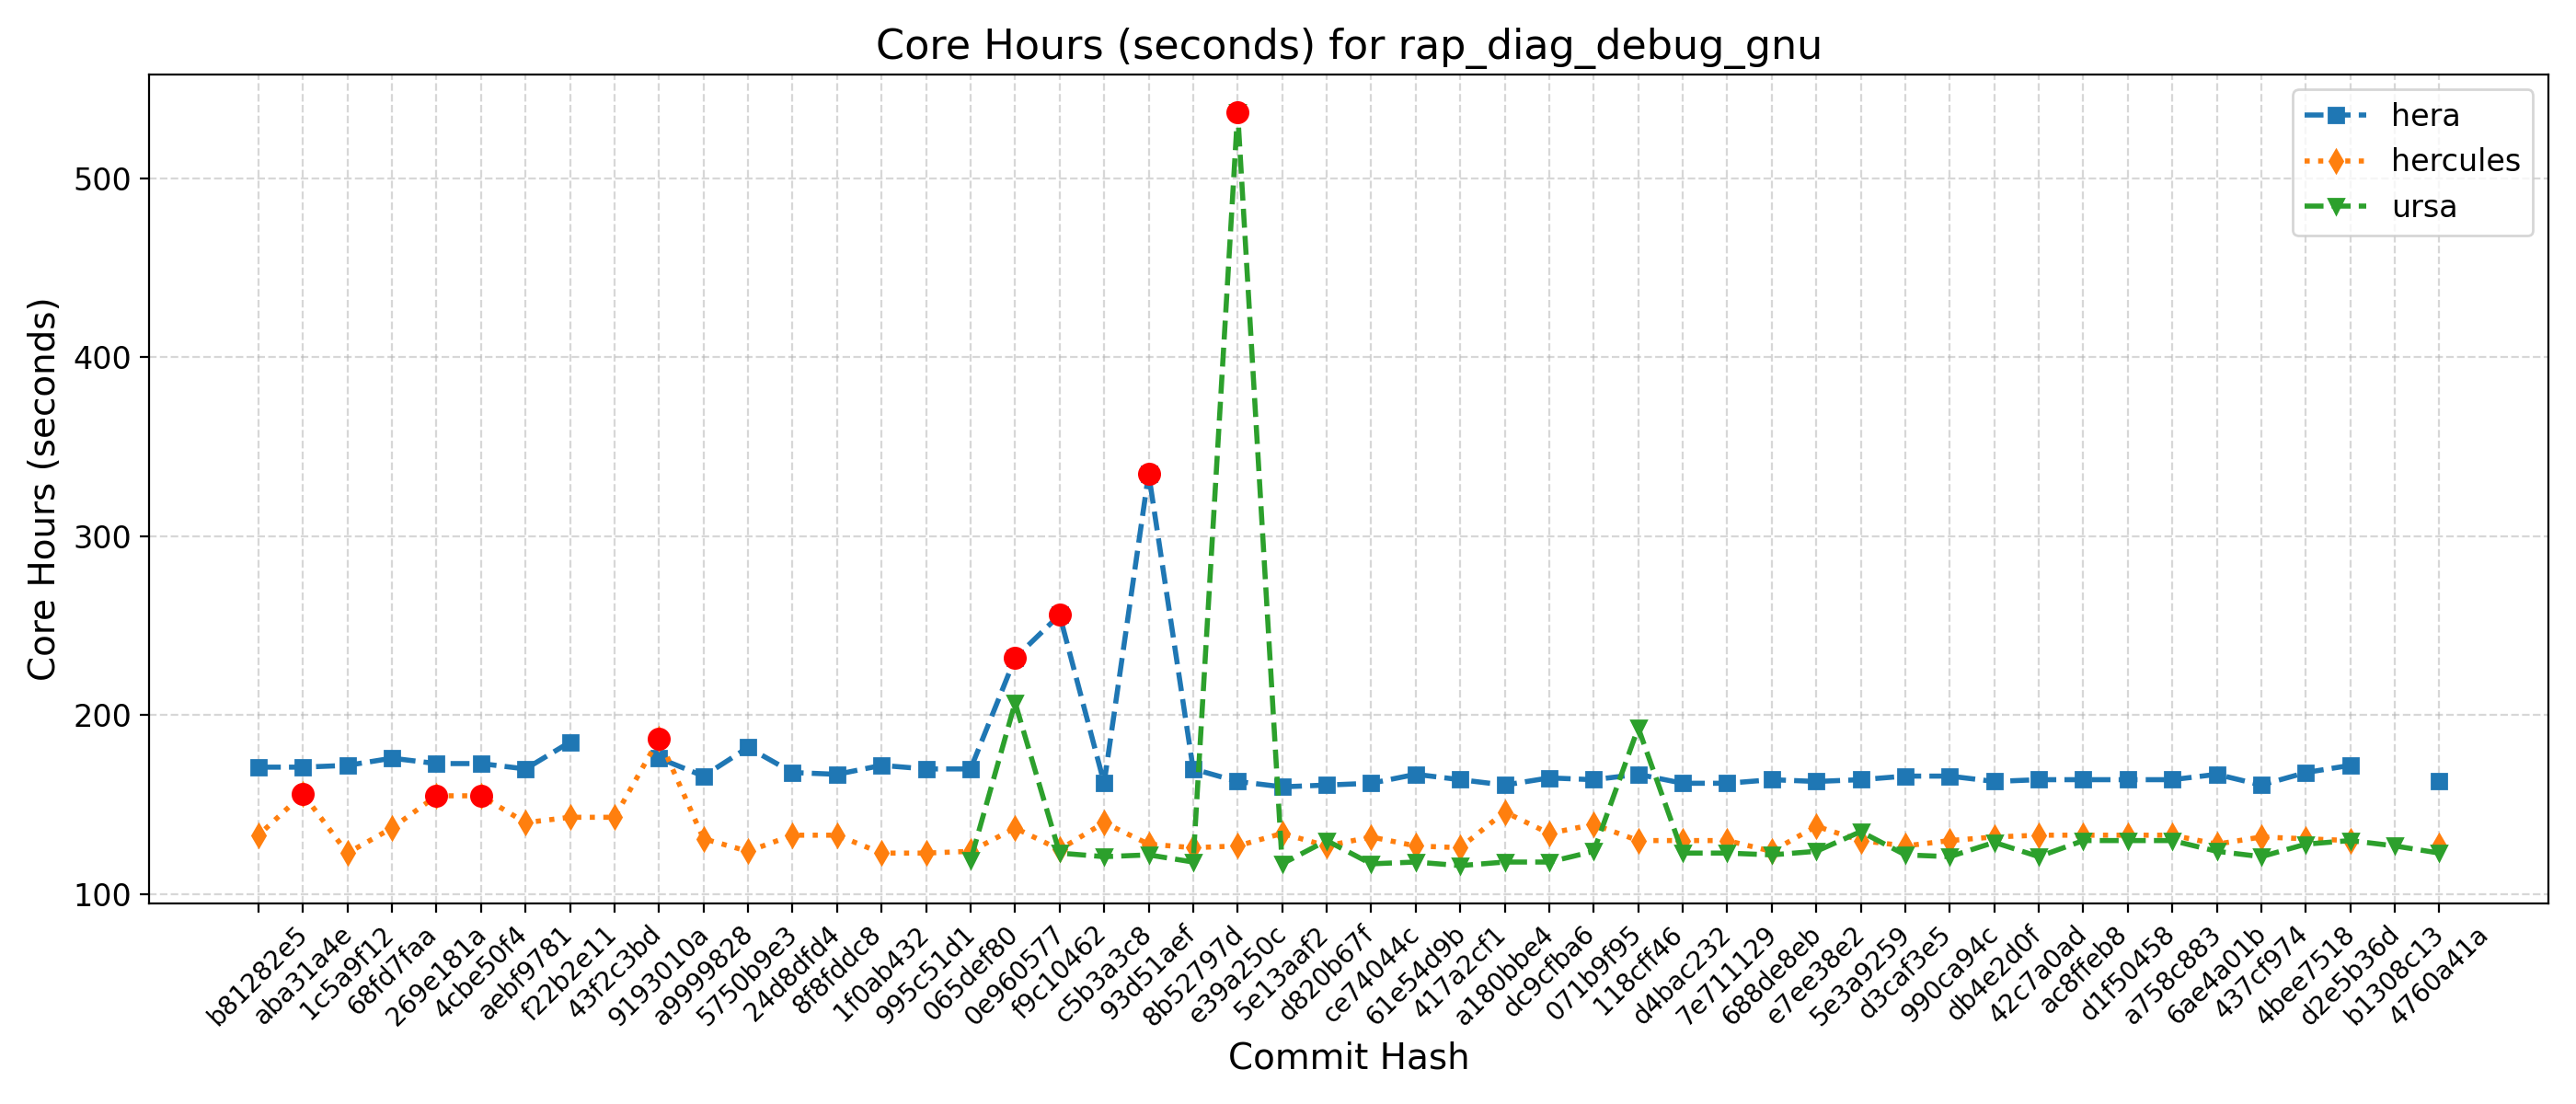 Core Hours (seconds) for rap_diag_debug_gnu
hera
hercules
ursa
Core Hours (seconds)
500
400
300
200
100
b81282e5
aba31a4e
1c5a9f12
68fd7faa
269e181a
4cbe50f4
aebf9781
f22b2e11
43f2c3bd
9193010a
a9999828
5750b9e3
24d8dfd4
8f8fddc8
1f0ab432
995c51d1
065def80
0e960577
f9c10462
c5b3a3c8
93d51aef
8b52797d
e39a250c
5e13aaf2
d820b67f
ce74044c
61e54d9b
417a2cf1
a180bbe4
dc9cfba6
071b9f95
118cff46
d4bac232
7e711129
688de8eb
e7ee38e2
5e3a9259
d3caf3e5
990ca94c
db4e2d0f
42c7a0ad
ac8ffeb8
d1f50458
a758c883
6ae4a01b
437cf974
4bee7518
d2e5b36d
b1308c13
4760a41a
Commit Hash